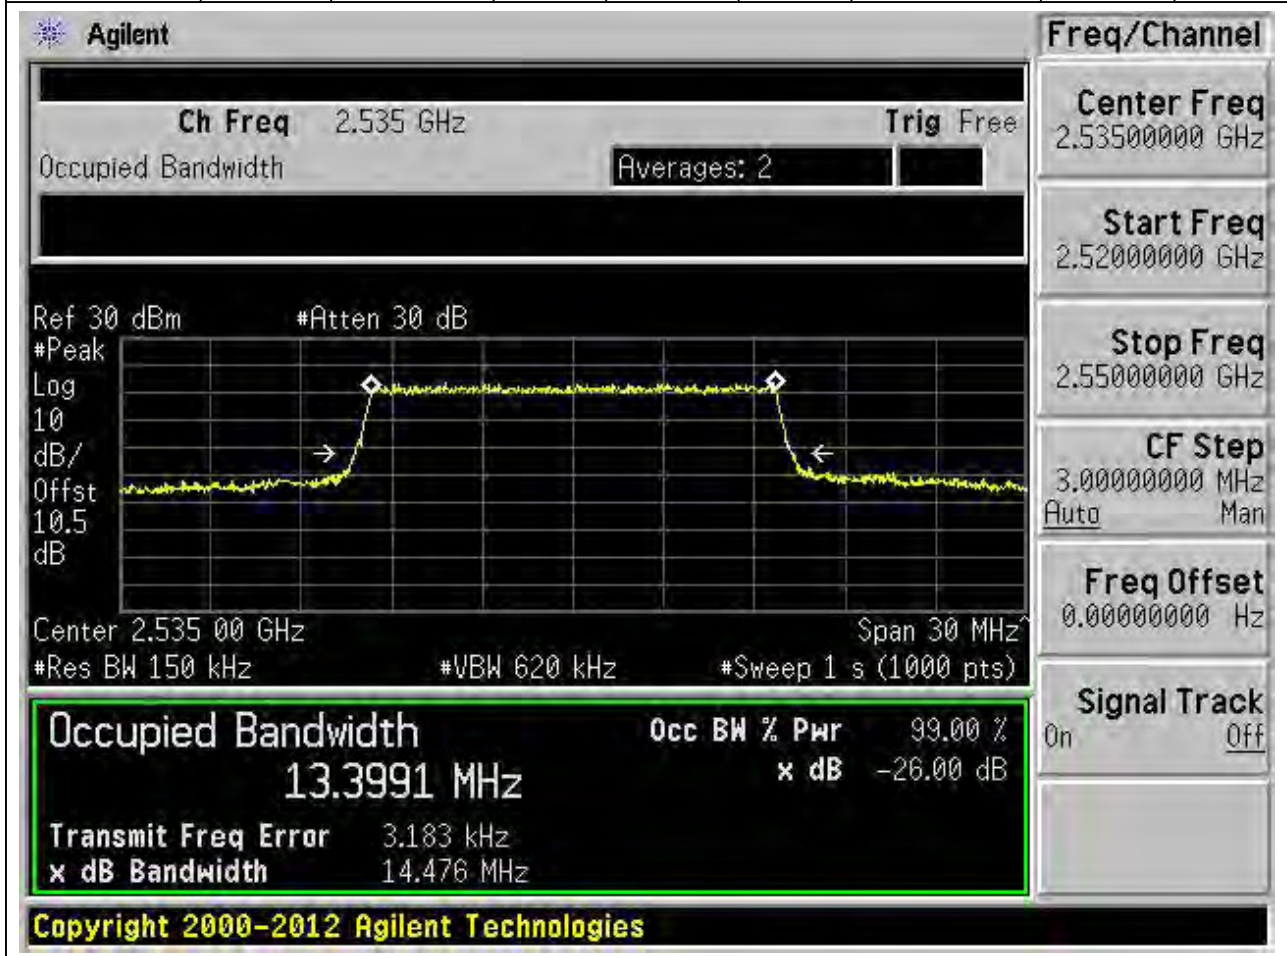 Agilent
Freq/Channel
Ch Freq 2.535 GHz Trig Free
Occupied Bandwidth Averages: 2
Center Freq
2.53500000 GHz
Start Freq
2.52000000 GHz
Stop Freq
2.55000000 GHz
CF Step
3.00000000 MHz
Auto Man
Freq Offset
0.00000000 Hz
Signal Track
On Off
Ref 30 dBm #Atten 30 dB
#Peak
Log
10
dB/
Offst
10.5
dB
Center 2.535 00 GHz Span 30 MHz^
#Res BW 150 kHz #VBW 620 kHz #Sweep 1 s (1000 pts)
Occupied Bandwidth Occ BW % Pwr 99.00 %
13.3991 MHz x dB -26.00 dB
Transmit Freq Error 3.183 kHz
x dB Bandwidth 14.476 MHz
Copyright 2000-2012 Agilent Technologies